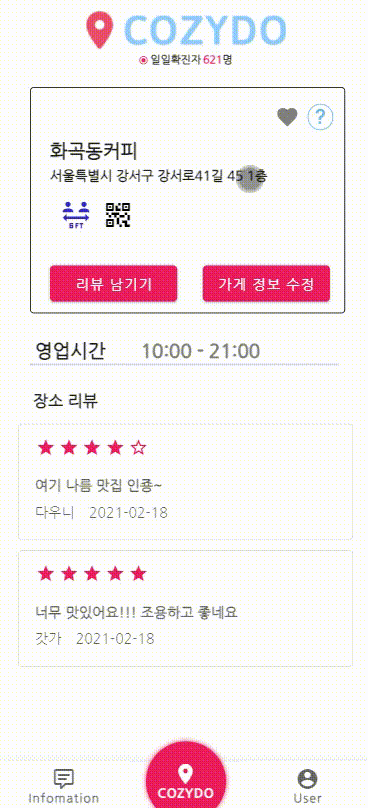 COZYDO
일일확진자 621명
?
화곡동커피
서울특별시 강서구 강서로41길 45 1층
6FT
리뷰 남기기
가게 정보 수정
영업시간 10:00 - 21:00
장소 리뷰
여기 나름 맛집 인죵~
다우니 2021-02-18
너무 맛있어요!!! 조용하고 좋네요
갓가 2021-02-18
Infomation
COZYDO
User